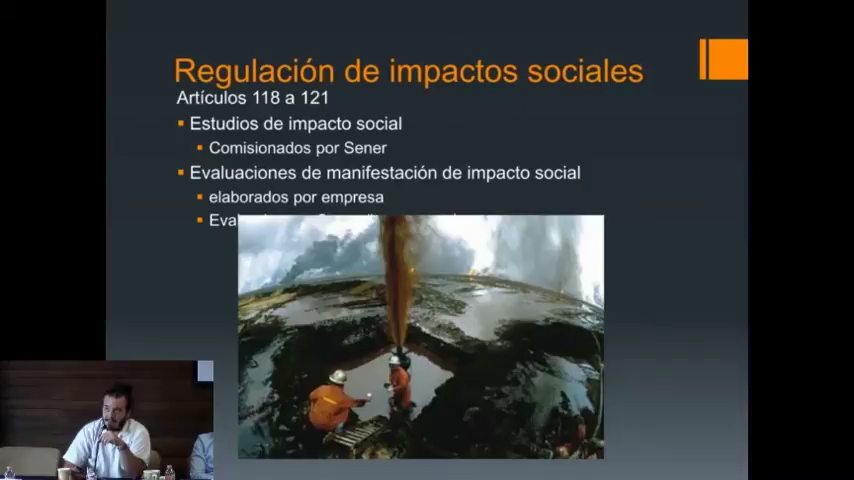 Regulación de impactos sociales
Artículos 118 a 121
Estudios de impacto social
Comisionados por Sener
Evaluaciones de manifestación de impacto social
elaborados por empresa